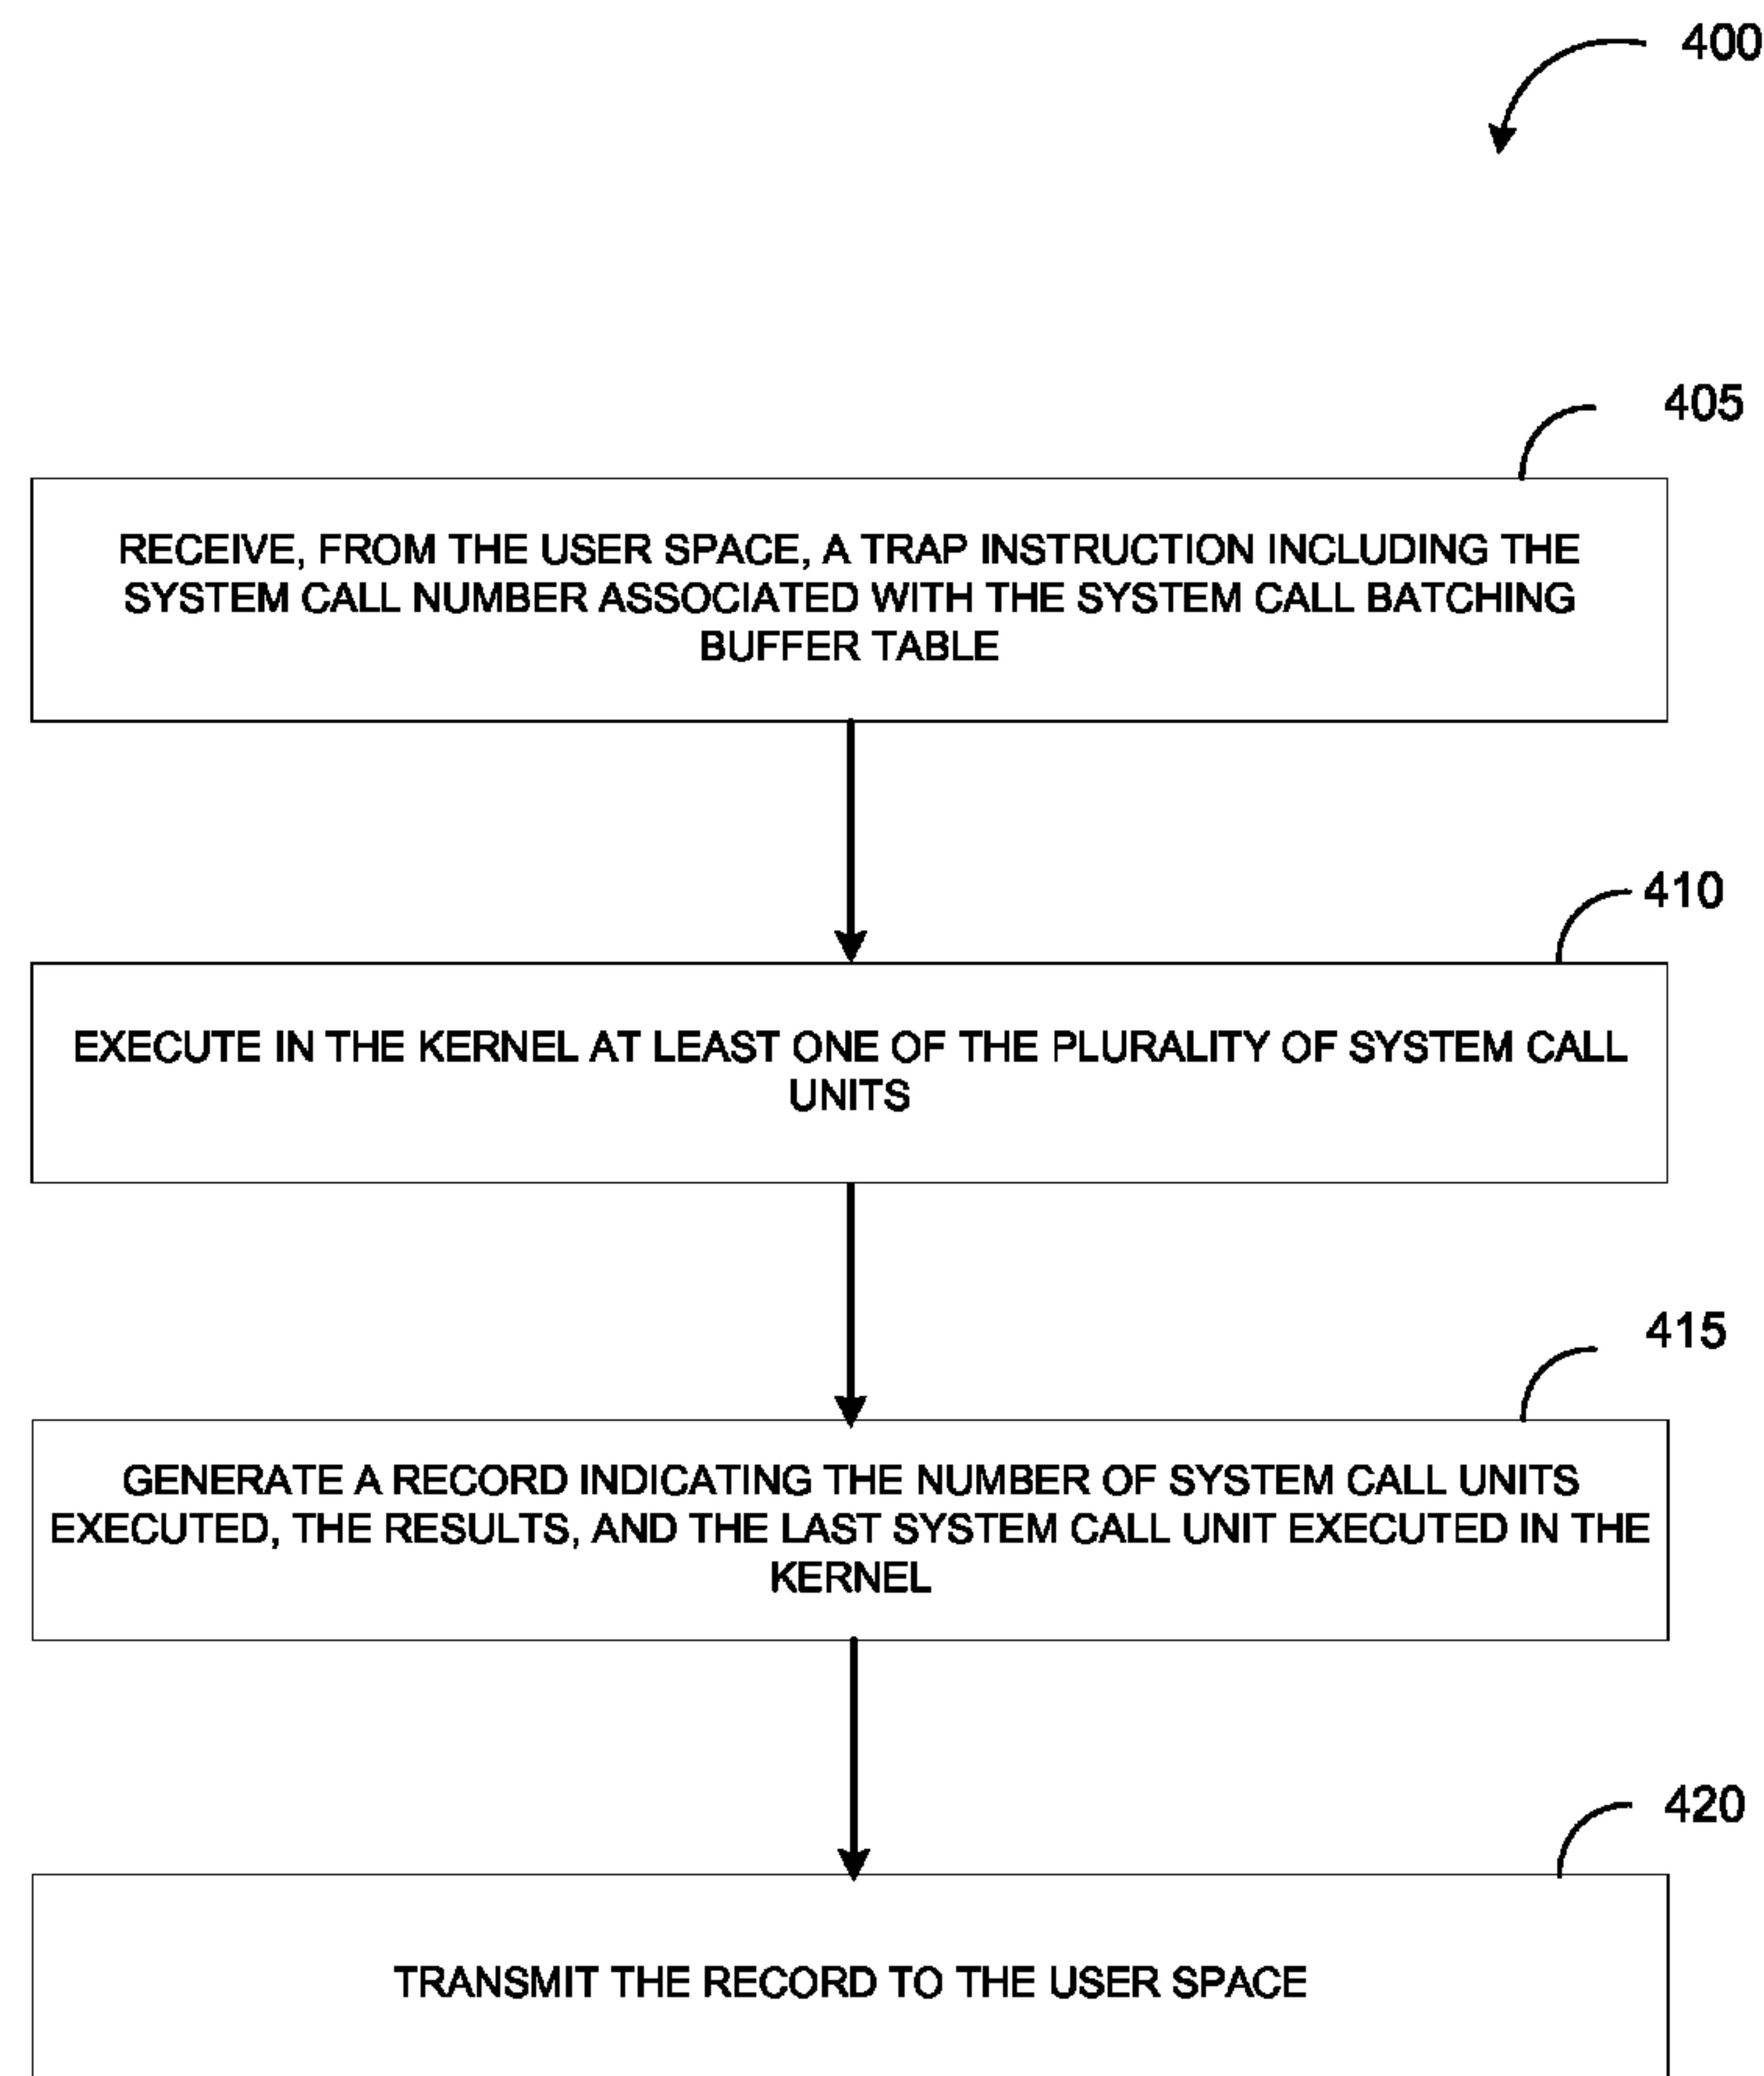 400
405
RECEIVE, FROM THE USER SPACE, A TRAP INSTRUCTION INCLUDING THE
SYSTEM CALL NUMBER ASSOCIATED WITH THE SYSTEM CALL BATCHING
BUFFER TABLE
410
EXECUTE IN THE KERNEL AT LEAST ONE OF THE PLURALITY OF SYSTEM CALL
UNITS
415
GENERATE A RECORD INDICATING THE NUMBER OF SYSTEM CALL UNITS
EXECUTED, THE RESULTS, AND THE LAST SYSTEM CALL UNIT EXECUTED IN THE
KERNEL
420
TRANSMIT THE RECORD TO THE USER SPACE